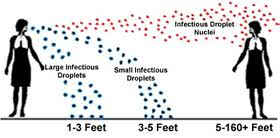 Infectious Droplet
Nuclei
Large Infectious
Droplets
Small Infectious
Droplets
1-3 Feet
3-5 Feet
5-160+ Feet